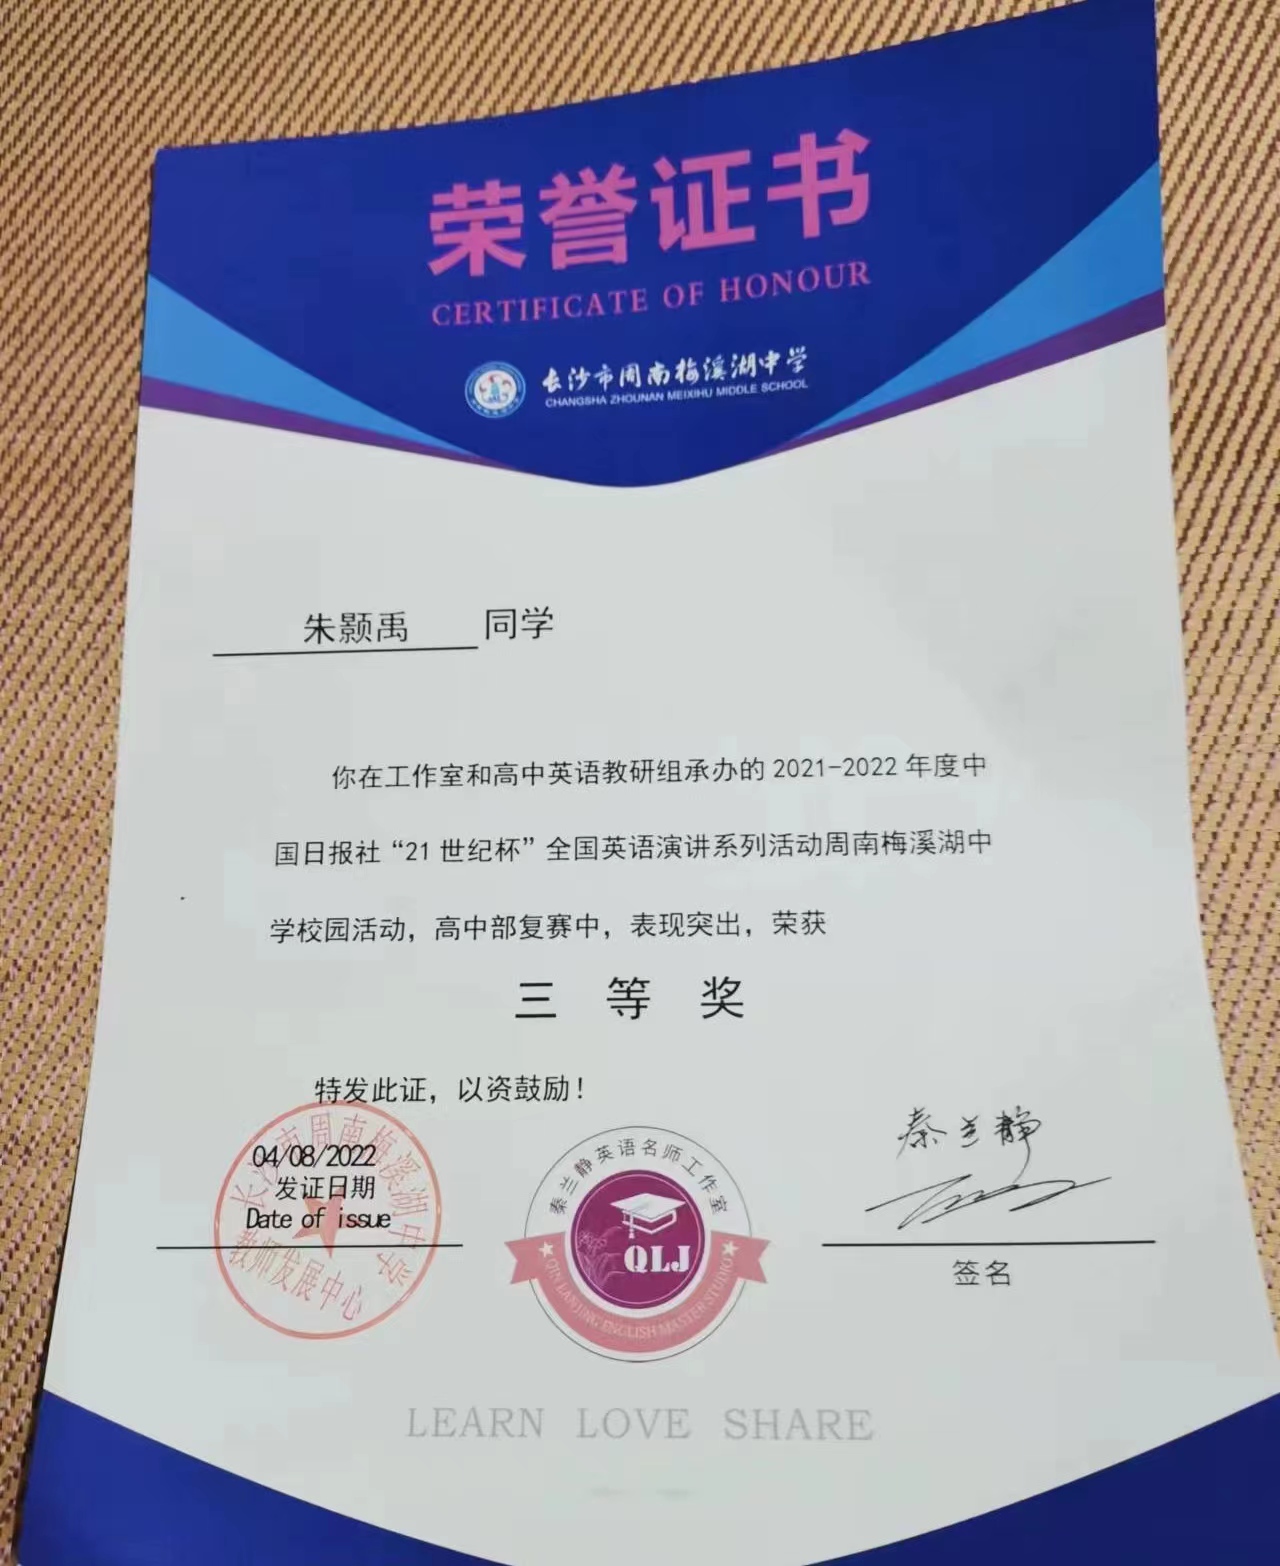 荣誉证书
CERTIFICATE OF HONOUR
长沙市周南梅溪湖中学
CHANGSHA ZHOUNAN MEIXIHU MIDDLE SCHOOL
朱颢禹 同学
你在工作室和高中英语教研组承办的 2021-2022 年度中
国日报社“21 世纪杯”全国英语演讲系列活动周南梅溪湖中
学校园活动，高中部复赛中，表现突出，荣获
三 等 奖
特发此证，以资鼓励！
长沙市周南梅溪湖中学
04/08/2022
发证日期
Date of issue
教师发展中心
秦兰静英语名师工作室
QLJ
QIN LANJING ENGLISH MASTER STUDIO
秦兰静
签名
LEARN LOVE SHARE